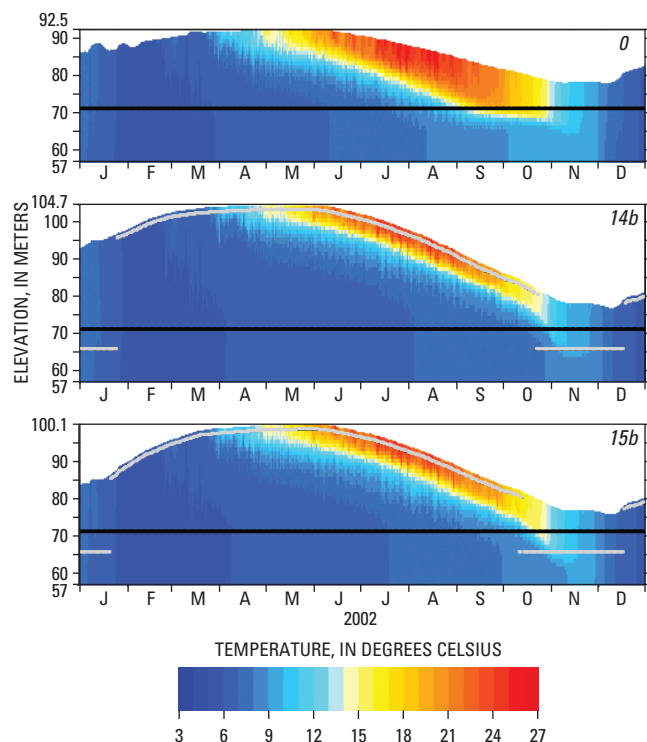 92.5
90
80
70
60
57
0
J F M A M J J A S O N D
104.7
100
90
80
70
60
57
14b
J F M A M J J A S O N D
ELEVATION, IN METERS
100.1
90
80
70
60
57
15b
J F M A M J J A S O N D
2002
TEMPERATURE, IN DEGREES CELSIUS
3 6 9 12 15 18 21 24 27